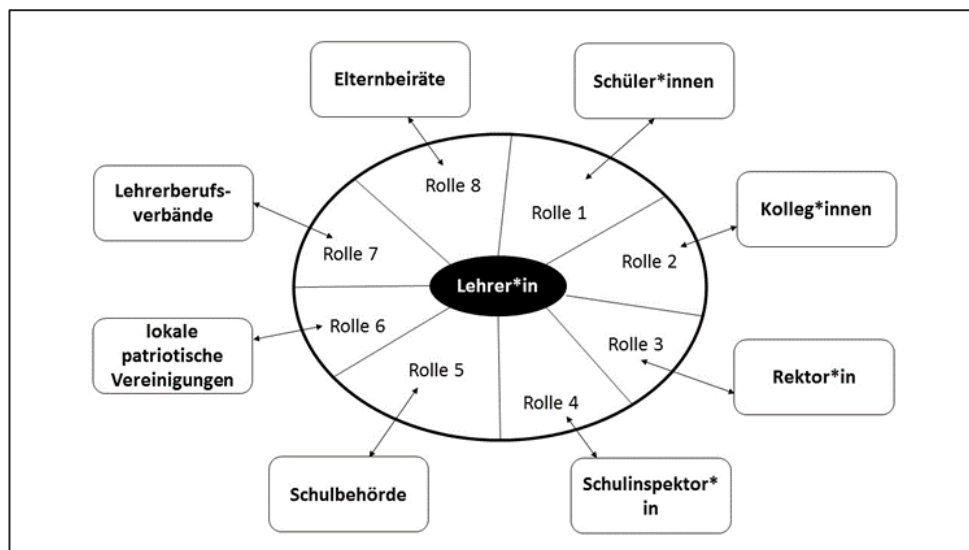 Elternbeiräte
Schüler*innen
Lehrerberufs-
verbände
Kolleg*innen
Rolle 8
Rolle 1
Rolle 7
Rolle 2
Lehrer*in
Rolle 6
Rolle 3
lokale
patriotische
Vereinigungen
Rolle 5
Rolle 4
Rektor*in
Schulbehörde
Schulinspektor*
in